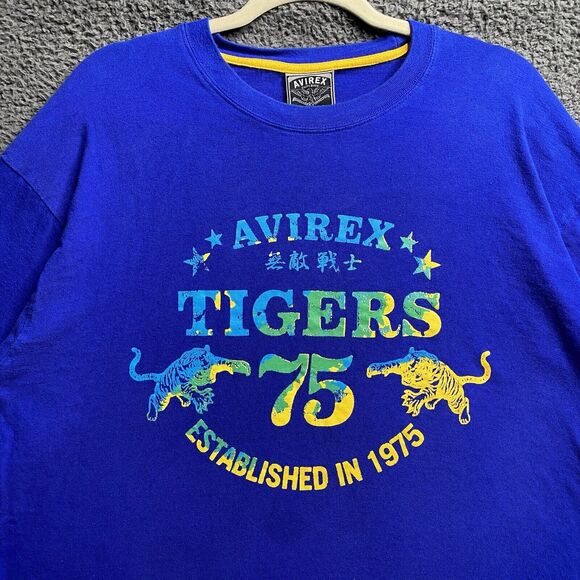 AVIREX
AVIREX
無敵戦士
TIGERS
75
ESTABLISHED IN 1975